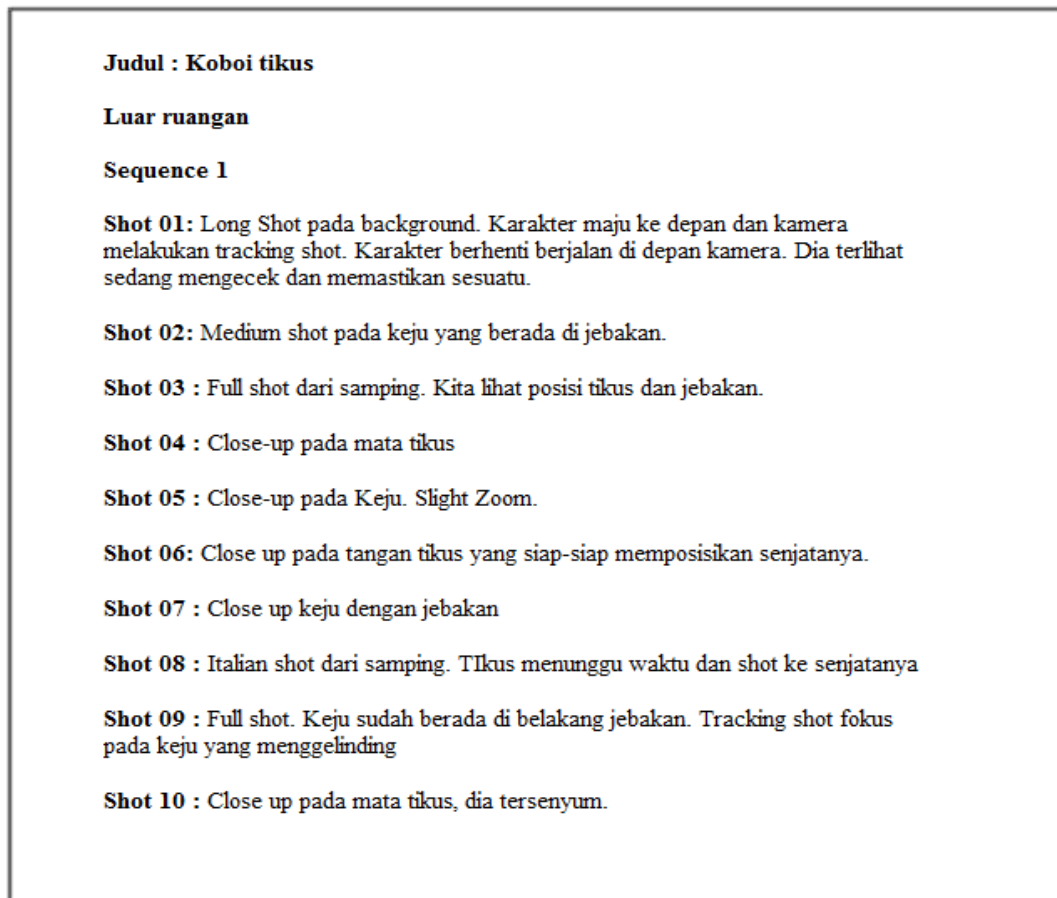 Judul : Koboi tikus
Luar ruangan
Sequence 1
Shot 01: Long Shot pada background. Karakter maju ke depan dan kamera
melakukan tracking shot. Karakter berhenti berjalan di depan kamera. Dia terlihat
sedang mengecek dan memastikan sesuatu.
Shot 02: Medium shot pada keju yang berada di jebakan.
Shot 03 : Full shot dari samping. Kita lihat posisi tikus dan jebakan.
Shot 04 : Close-up pada mata tikus
Shot 05 : Close-up pada Keju. Slight Zoom.
Shot 06: Close up pada tangan tikus yang siap-siap memposisikan senjatanya.
Shot 07 : Close up keju dengan jebakan
Shot 08 : Italian shot dari samping. TIkus menunggu waktu dan shot ke senjatanya
Shot 09 : Full shot. Keju sudah berada di belakang jebakan. Tracking shot fokus
pada keju yang menggelinding
Shot 10 : Close up pada mata tikus, dia tersenyum.